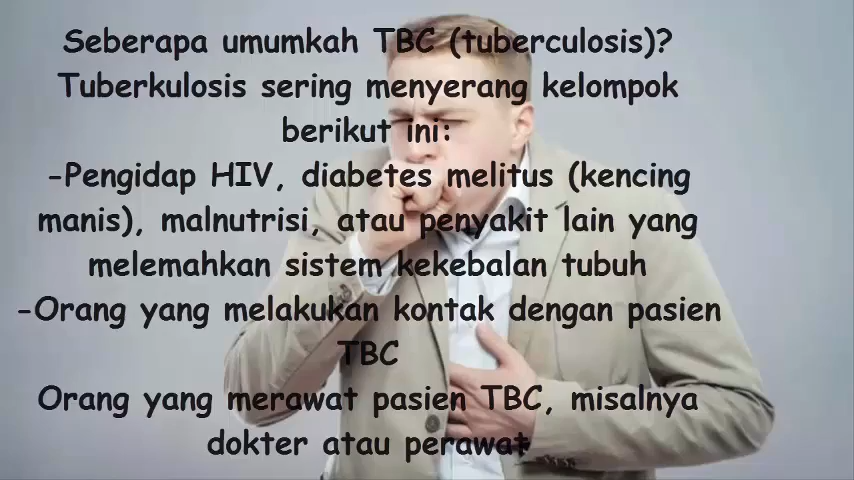 Seberapa umumkah TBC (tuberculosis)?
Tuberkulosis sering menyerang kelompok
berikut ini:
-Pengidap HIV, diabetes melitus (kencing
manis), malnutrisi, atau penyakit lain yang
melemahkan sistem kekebalan tubuh
-Orang yang melakukan kontak dengan pasien
TBC
Orang yang merawat pasien TBC, misalnya
dokter atau perawat